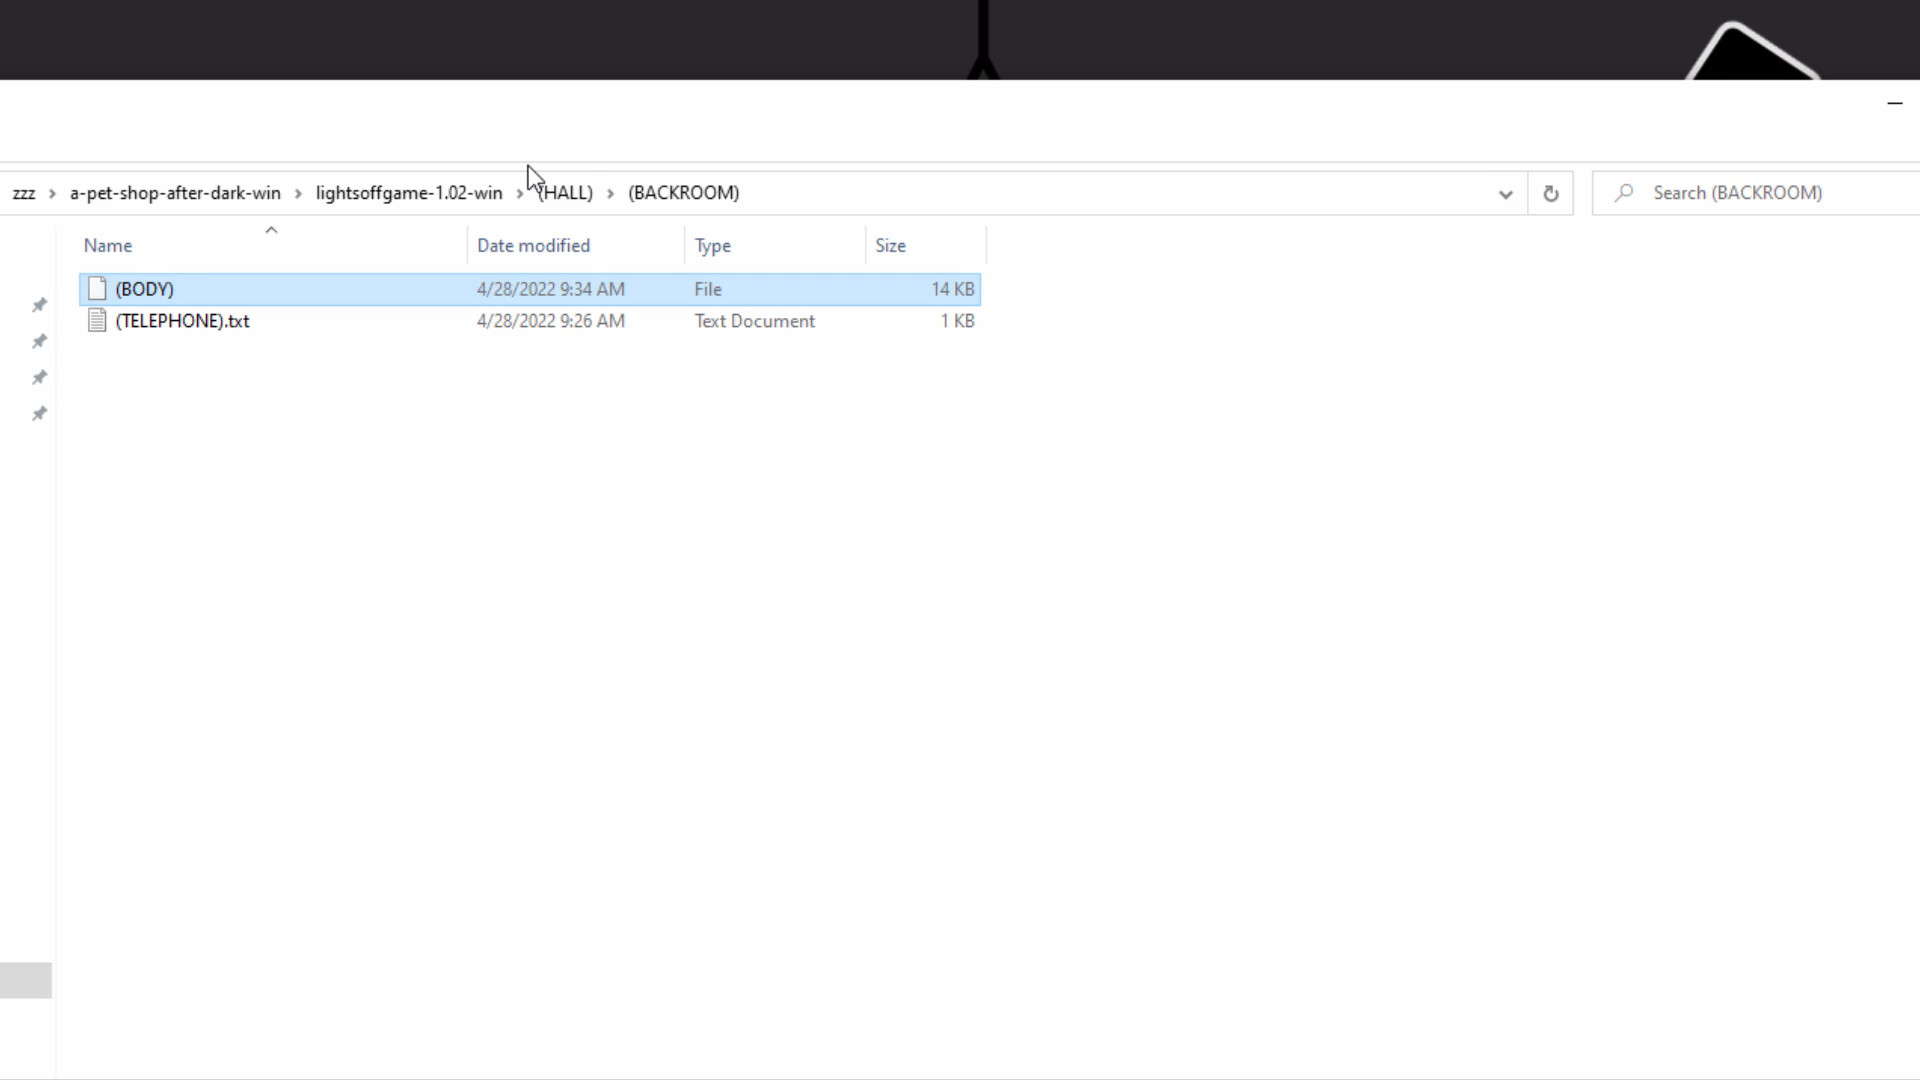 zzz > a-pet-shop-after-dark-win > lightsoffgame-1.02-win > (HALL) > (BACKROOM)
Search (BACKROOM)
Name Date modified Type Size
(BODY) 4/28/2022 9:34 AM File 14 KB
(TELEPHONE).txt 4/28/2022 9:26 AM Text Document 1 KB